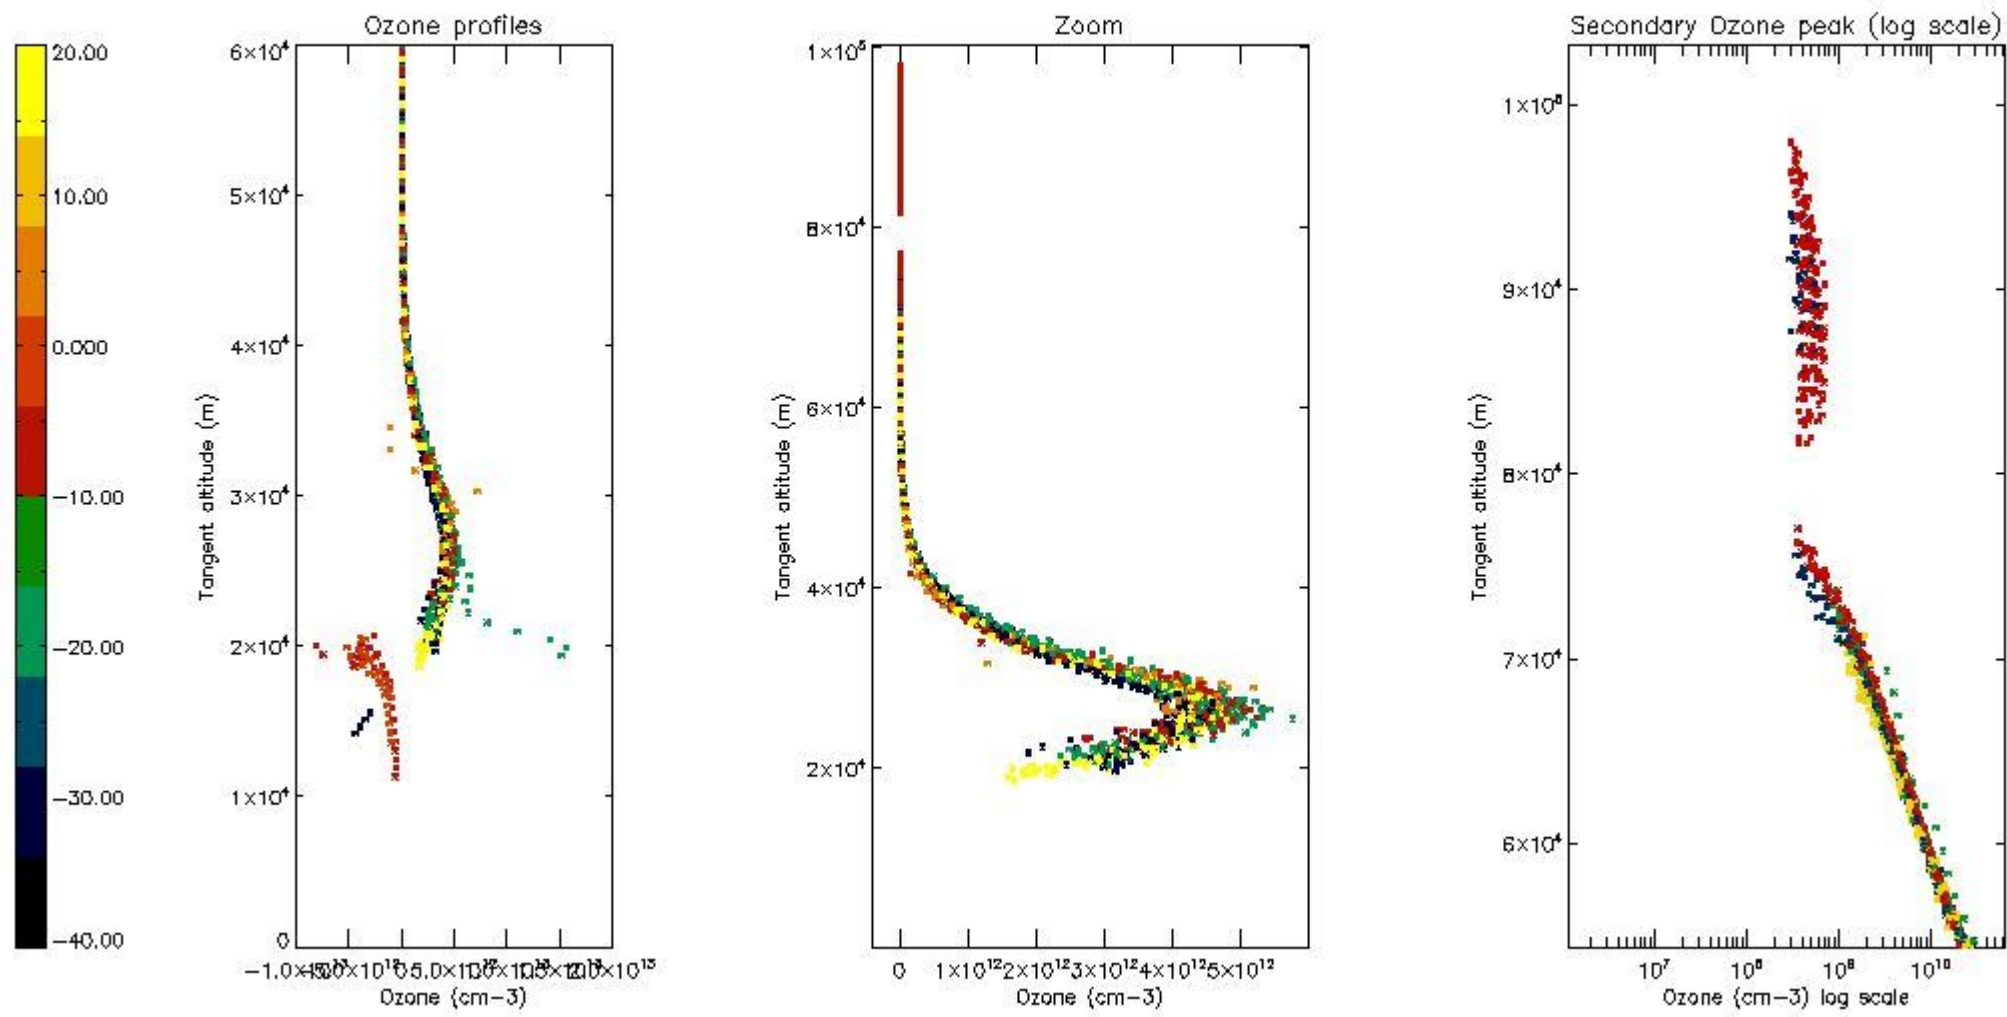 Ozone profiles
Zoom
Secondary Ozone peak (log scale)
20.00
10.00
0.000
-10.00
-20.00
-30.00
-40.00
6×10⁴
5×10⁴
4×10⁴
3×10⁴
2×10⁴
1×10⁴
0
Tangent altitude (m)
Ozone (cm-3)
1×10⁵
8×10⁴
6×10⁴
4×10⁴
2×10⁴
Tangent altitude (m)
0 1×10¹² 2×10¹² 3×10¹² 4×10¹² 5×10¹²
Ozone (cm-3)
9×10⁴
8×10⁴
7×10⁴
6×10⁴
Tangent altitude (m)
10⁷ 10⁸ 10⁹ 10¹⁰
Ozone (cm-3) log scale